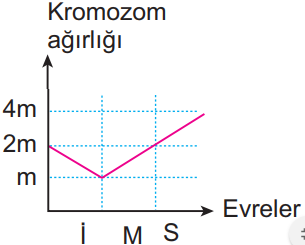 Kromozom
ağırlığı
4m
2m
m
Evreler
İ M S